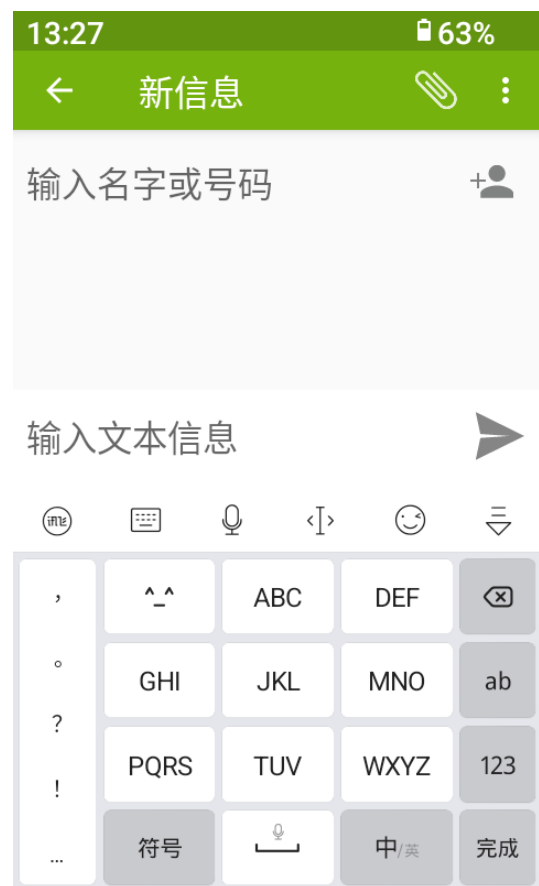 13:27 63%
新信息
输入名字或号码
输入文本信息
， ^_^ ABC DEF
。 GHI JKL MNO ab
？
PQRS TUV WXYZ 123
！
... 符号 中/英 完成